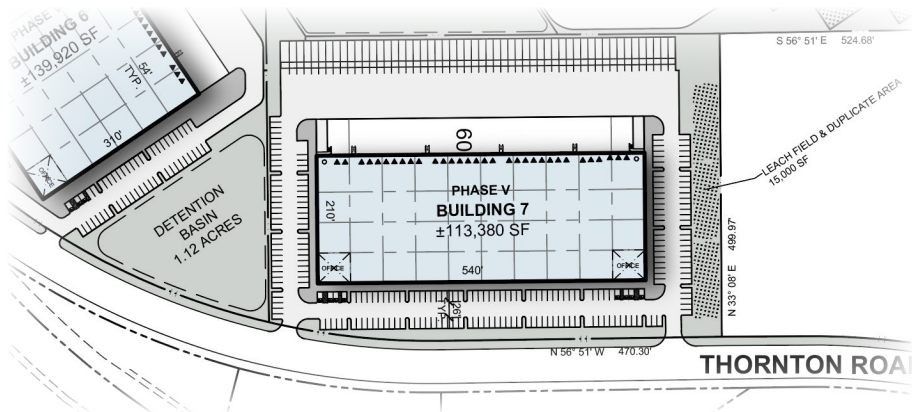 PHASE
BUILDING 6
±139,920 SF
54'
TYP.
310'
OFFICE
S 56° 51' E 524.68'
LEACH FIELD & DUPLICATE AREA
15,000 SF
60
PHASE V
BUILDING 7
±113,380 SF
210'
540'
OFFICE
OFFICE
DETENTION
BASIN
1.12 ACRES
26'
TYP.
N 33° 08' E 499.97
N 56° 51' W 470.30'
THORNTON ROA